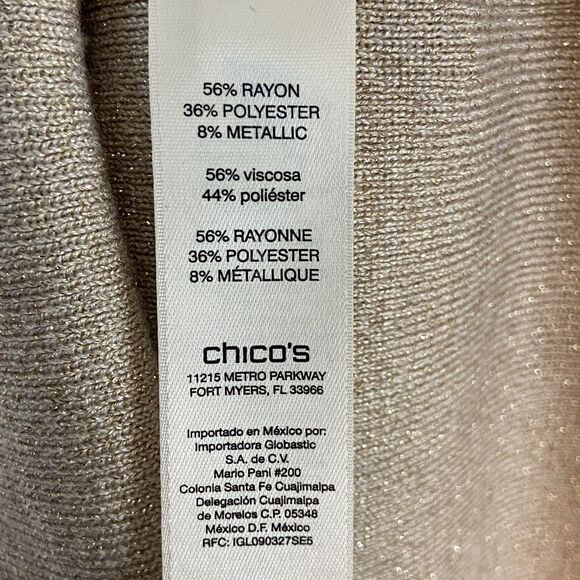 56% RAYON
36% POLYESTER
8% METALLIC
56% viscosa
44% poliéster
56% RAYONNE
36% POLYESTER
8% MÉTALLIQUE
chico's
11215 METRO PARKWAY
FORT MYERS, FL 33966
Importado en México por:
Importadora Globastic
S.A. de C.V.
Mario Pani #200
Colonia Santa Fe Cuajimalpa
Delegación Cuajimalpa
de Morelos C.P. 05348
México D.F. México
RFC: IGL090327SE5